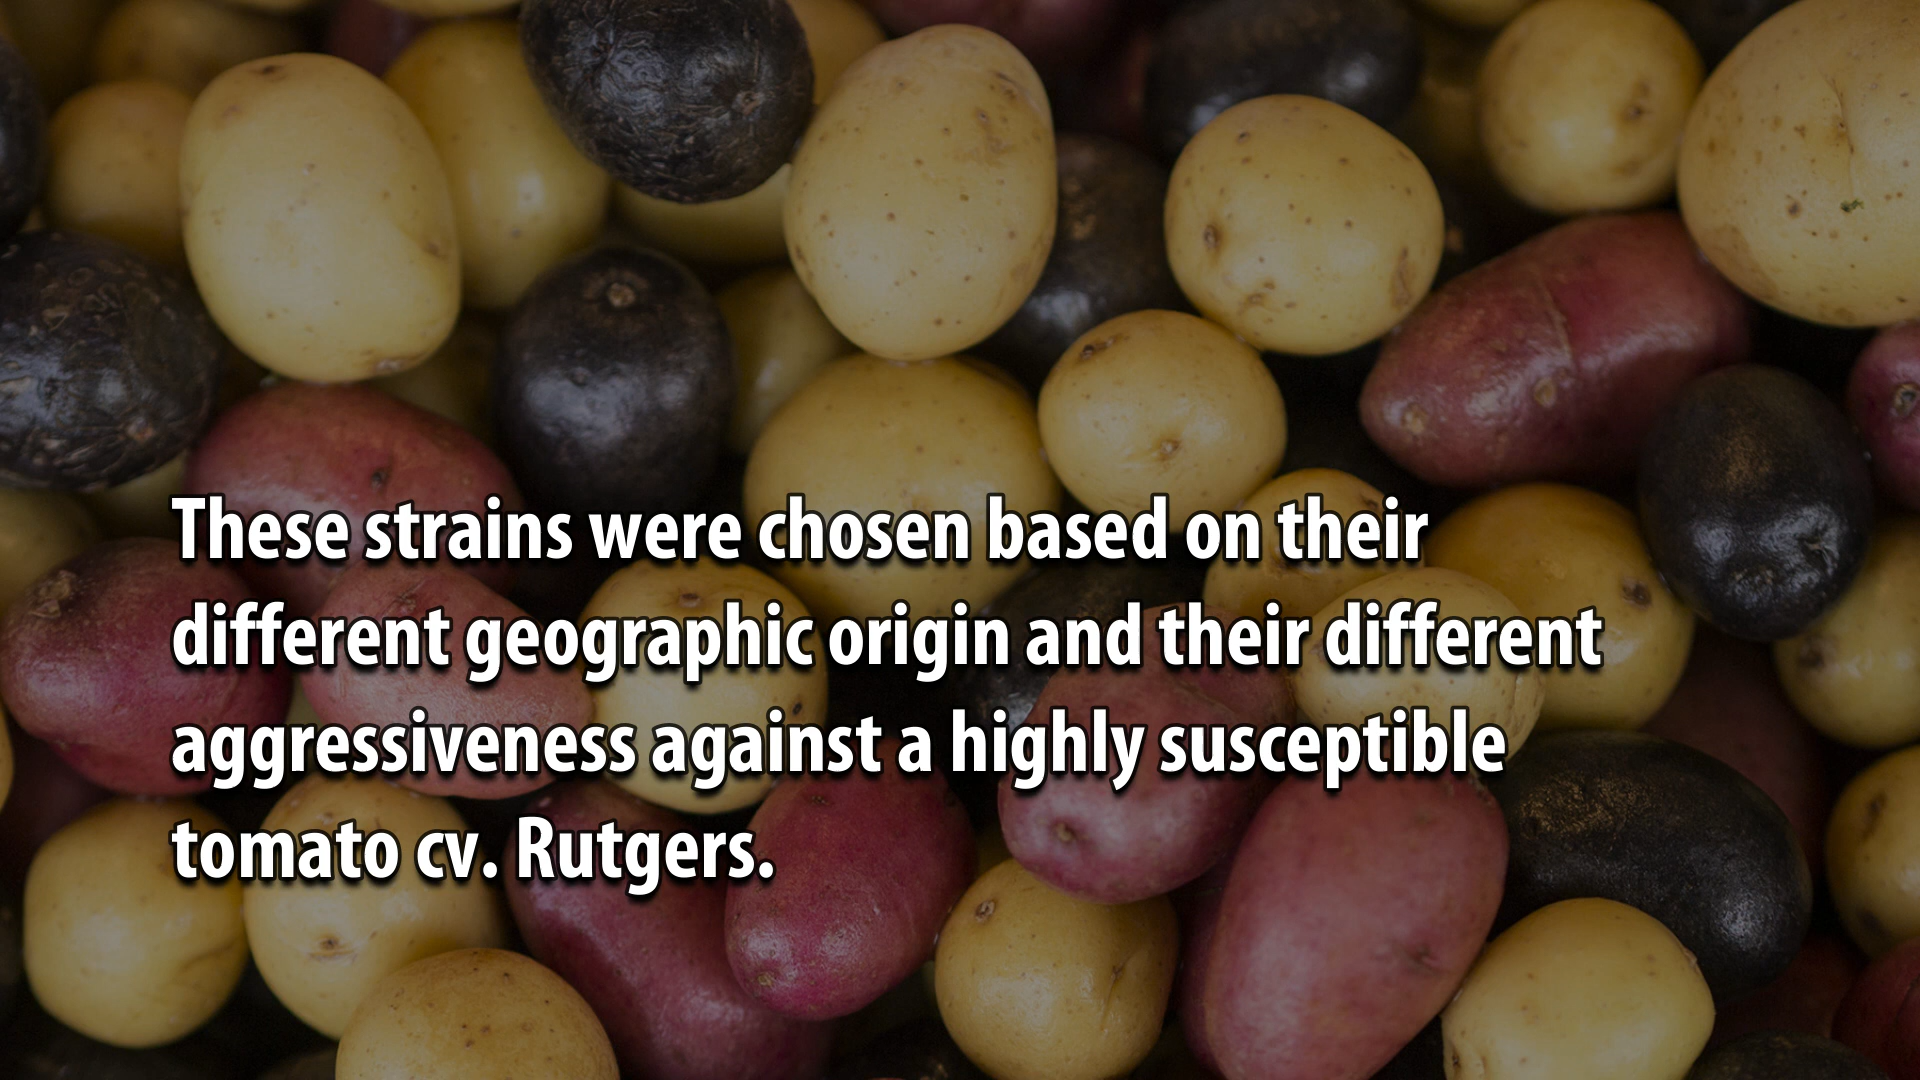 These strains were chosen based on their
different geographic origin and their different
aggressiveness against a highly susceptible
tomato cv. Rutgers.